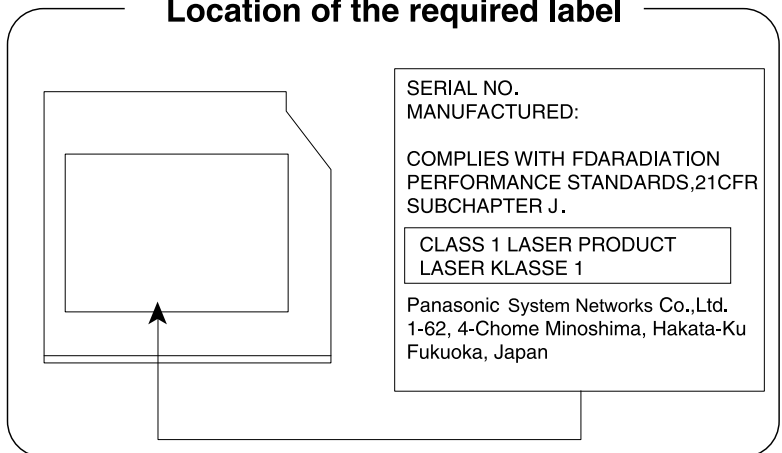 Location of the required label
SERIAL NO.
MANUFACTURED:
COMPLIES WITH FDARADIATION
PERFORMANCE STANDARDS,21CFR
SUBCHAPTER J.
CLASS 1 LASER PRODUCT
LASER KLASSE 1
Panasonic System Networks Co.,Ltd.
1-62, 4-Chome Minoshima, Hakata-Ku
Fukuoka, Japan